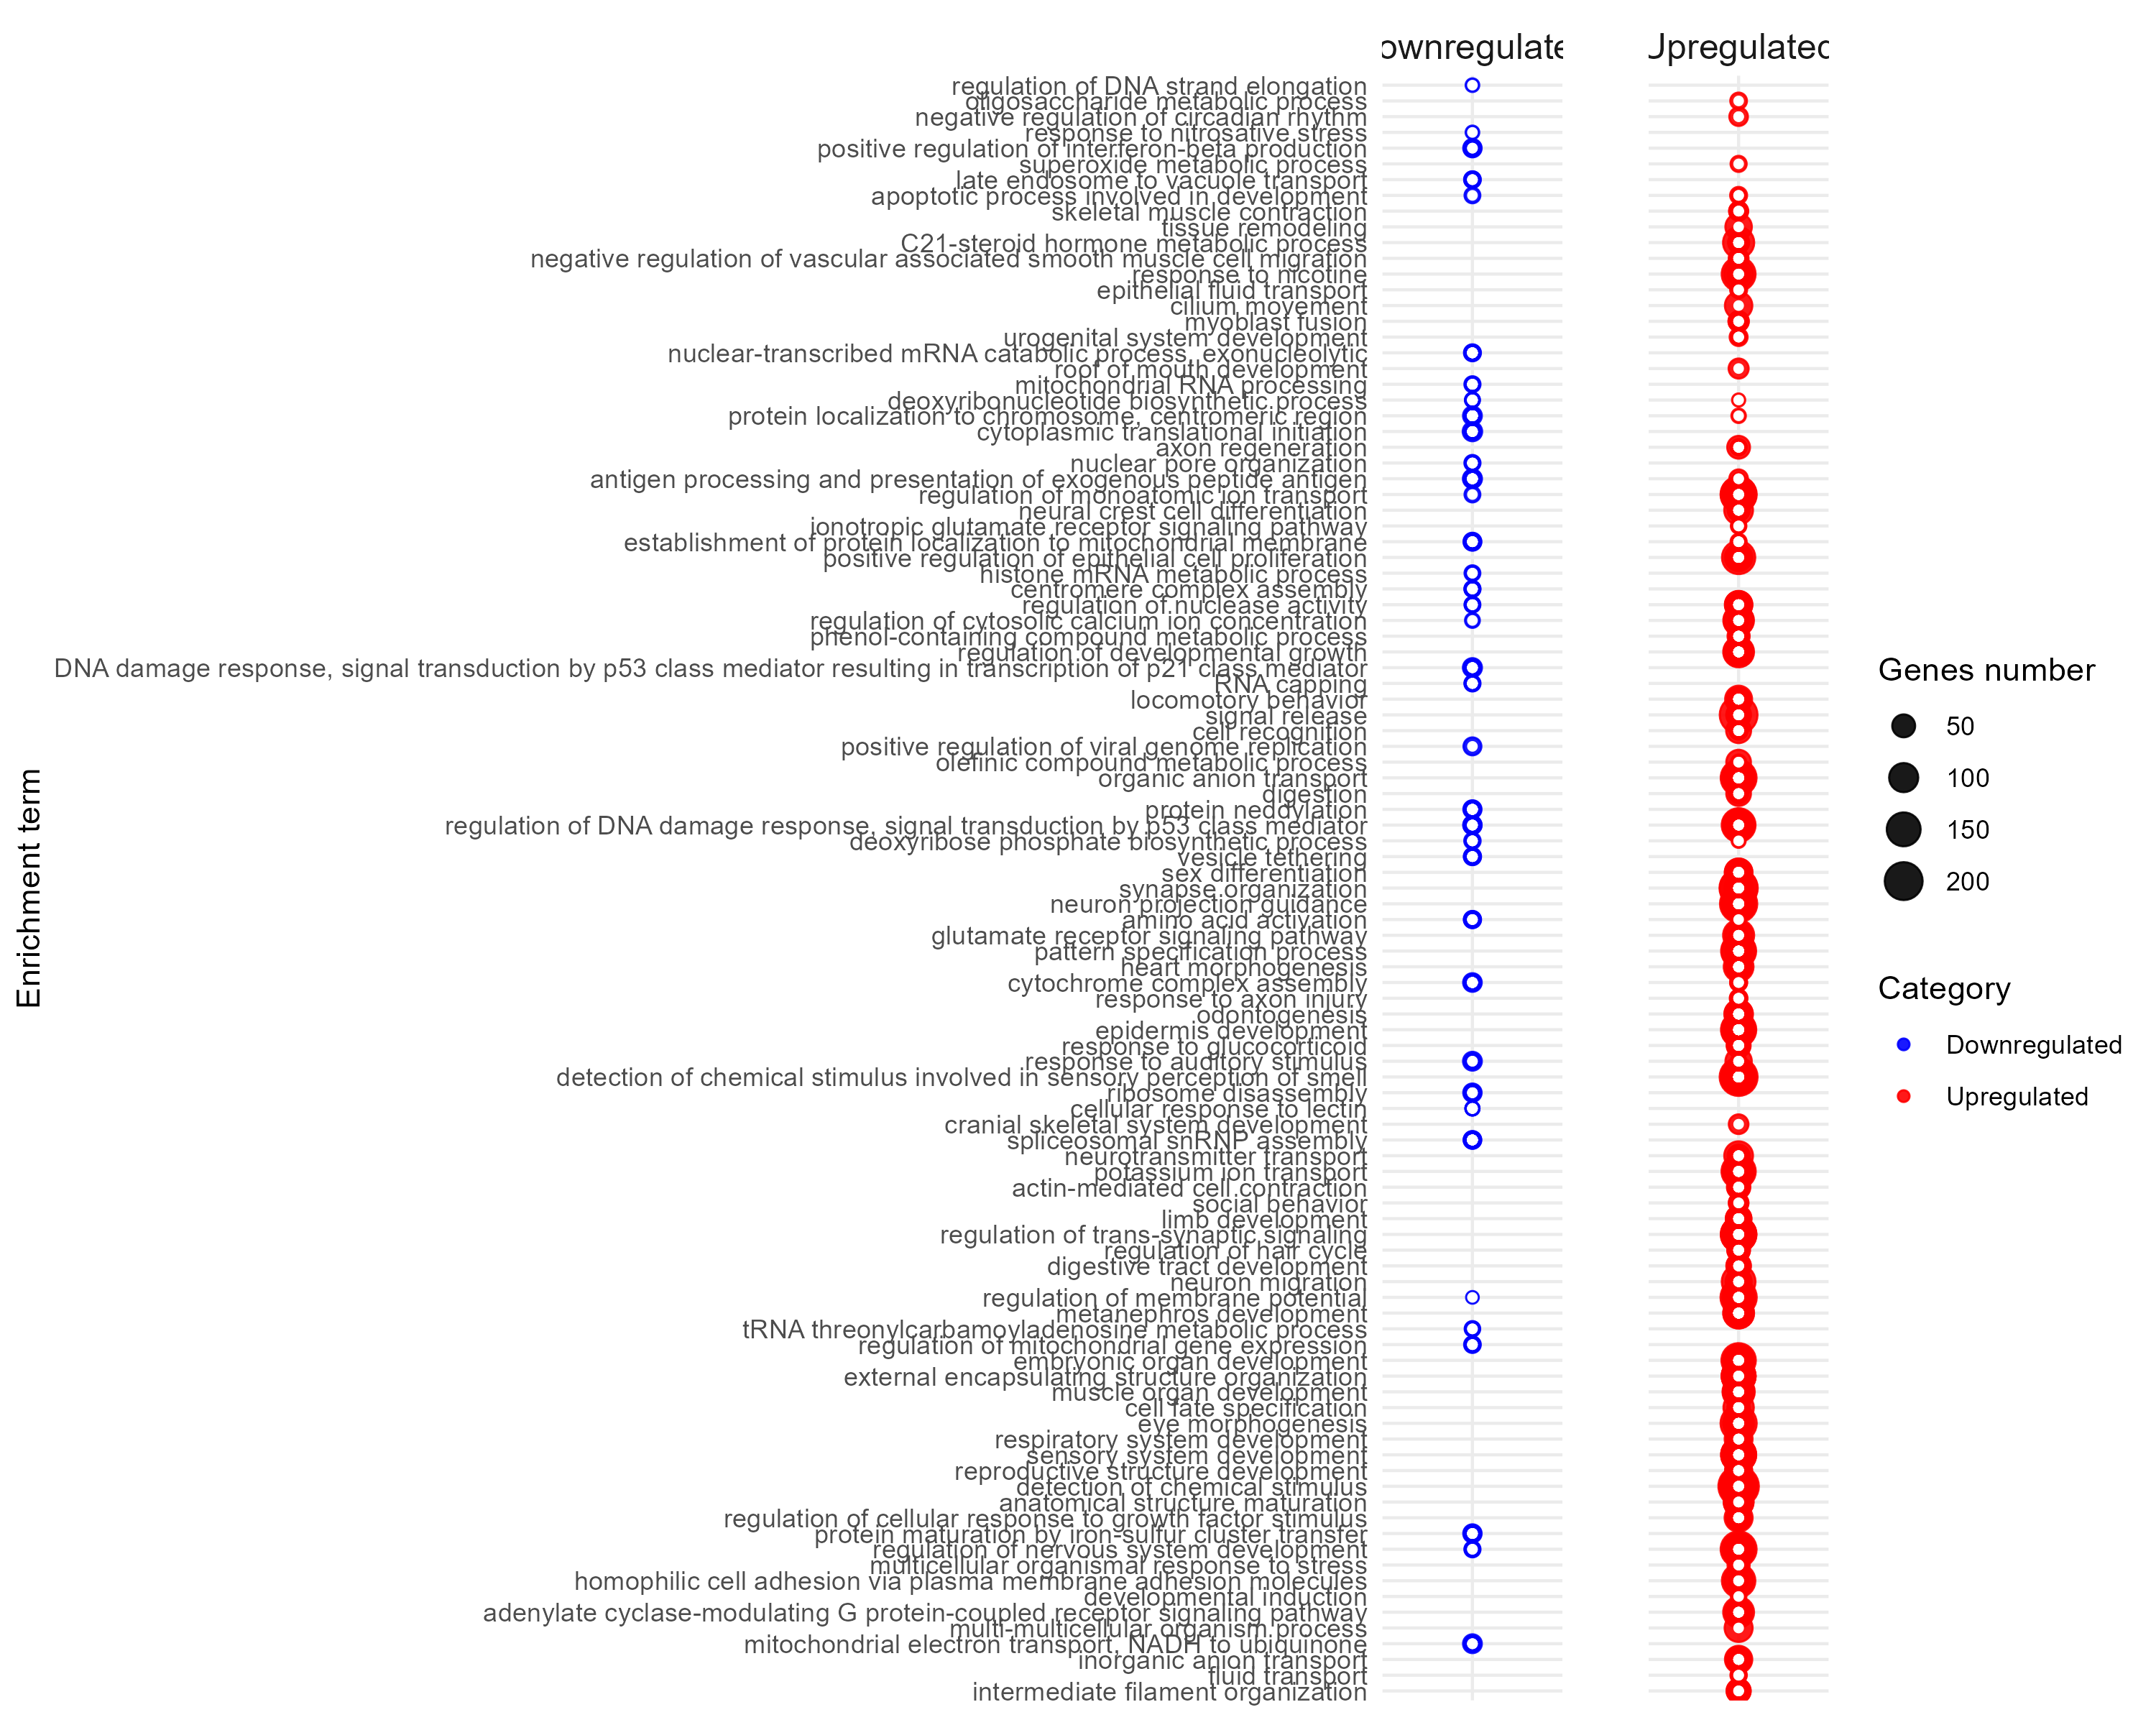 ownregulate
Upregulated
regulation of DNA strand elongation
oligosaccharide metabolic process
negative regulation of circadian rhythm
response to nitrosative stress
positive regulation of interferon-beta production
superoxide metabolic process
late endosome to vacuole transport
apoptotic process involved in development
skeletal muscle contraction
tissue remodeling
C21-steroid hormone metabolic process
negative regulation of vascular associated smooth muscle cell migration
response to nicotine
epithelial fluid transport
cilium movement
myoblast fusion
urogenital system development
nuclear-transcribed mRNA catabolic process, exonucleolytic
roof of mouth development
mitochondrial RNA processing
deoxyribonucleotide biosynthetic process
protein localization to chromosome, centromeric region
cytoplasmic translational initiation
axon regeneration
nuclear pore organization
antigen processing and presentation of exogenous peptide antigen
regulation of monoatomic ion transport
neural crest cell differentiation
ionotropic glutamate receptor signaling pathway
establishment of protein localization to mitochondrial membrane
positive regulation of epithelial cell proliferation
histone mRNA metabolic process
centromere complex assembly
regulation of nuclease activity
regulation of cytosolic calcium ion concentration
phenol-containing compound metabolic process
regulation of developmental growth
DNA damage response, signal transduction by p53 class mediator resulting in transcription of p21 class mediator
RNA capping
locomotory behavior
signal release
cell recognition
positive regulation of viral genome replication
olefinic compound metabolic process
organic anion transport
digestion
protein neddylation
regulation of DNA damage response, signal transduction by p53 class mediator
deoxyribose phosphate biosynthetic process
vesicle tethering
sex differentiation
synapse organization
neuron projection guidance
amino acid activation
glutamate receptor signaling pathway
pattern specification process
heart morphogenesis
cytochrome complex assembly
response to axon injury
odontogenesis
epidermis development
response to glucocorticoid
response to auditory stimulus
detection of chemical stimulus involved in sensory perception of smell
ribosome disassembly
cellular response to lectin
cranial skeletal system development
spliceosomal snRNP assembly
neurotransmitter transport
potassium ion transport
actin-mediated cell contraction
social behavior
limb development
regulation of trans-synaptic signaling
regulation of hair cycle
digestive tract development
neuron migration
regulation of membrane potential
metanephros development
tRNA threonylcarbamoyladenosine metabolic process
regulation of mitochondrial gene expression
embryonic organ development
external encapsulating structure organization
muscle organ development
cell fate specification
eye morphogenesis
respiratory system development
sensory system development
reproductive structure development
detection of chemical stimulus
anatomical structure maturation
regulation of cellular response to growth factor stimulus
protein maturation by iron-sulfur cluster transfer
regulation of nervous system development
multicellular organismal response to stress
homophilic cell adhesion via plasma membrane adhesion molecules
developmental induction
adenylate cyclase-modulating G protein-coupled receptor signaling pathway
multi-multicellular organism process
mitochondrial electron transport, NADH to ubiquinone
inorganic anion transport
fluid transport
intermediate filament organization
Enrichment term
Genes number
50
100
150
200
Category
Downregulated
Upregulated